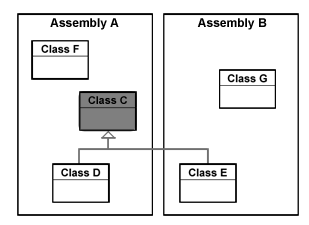 Assembly A
Assembly B
Class F
Class G
Class C
Class D
Class E